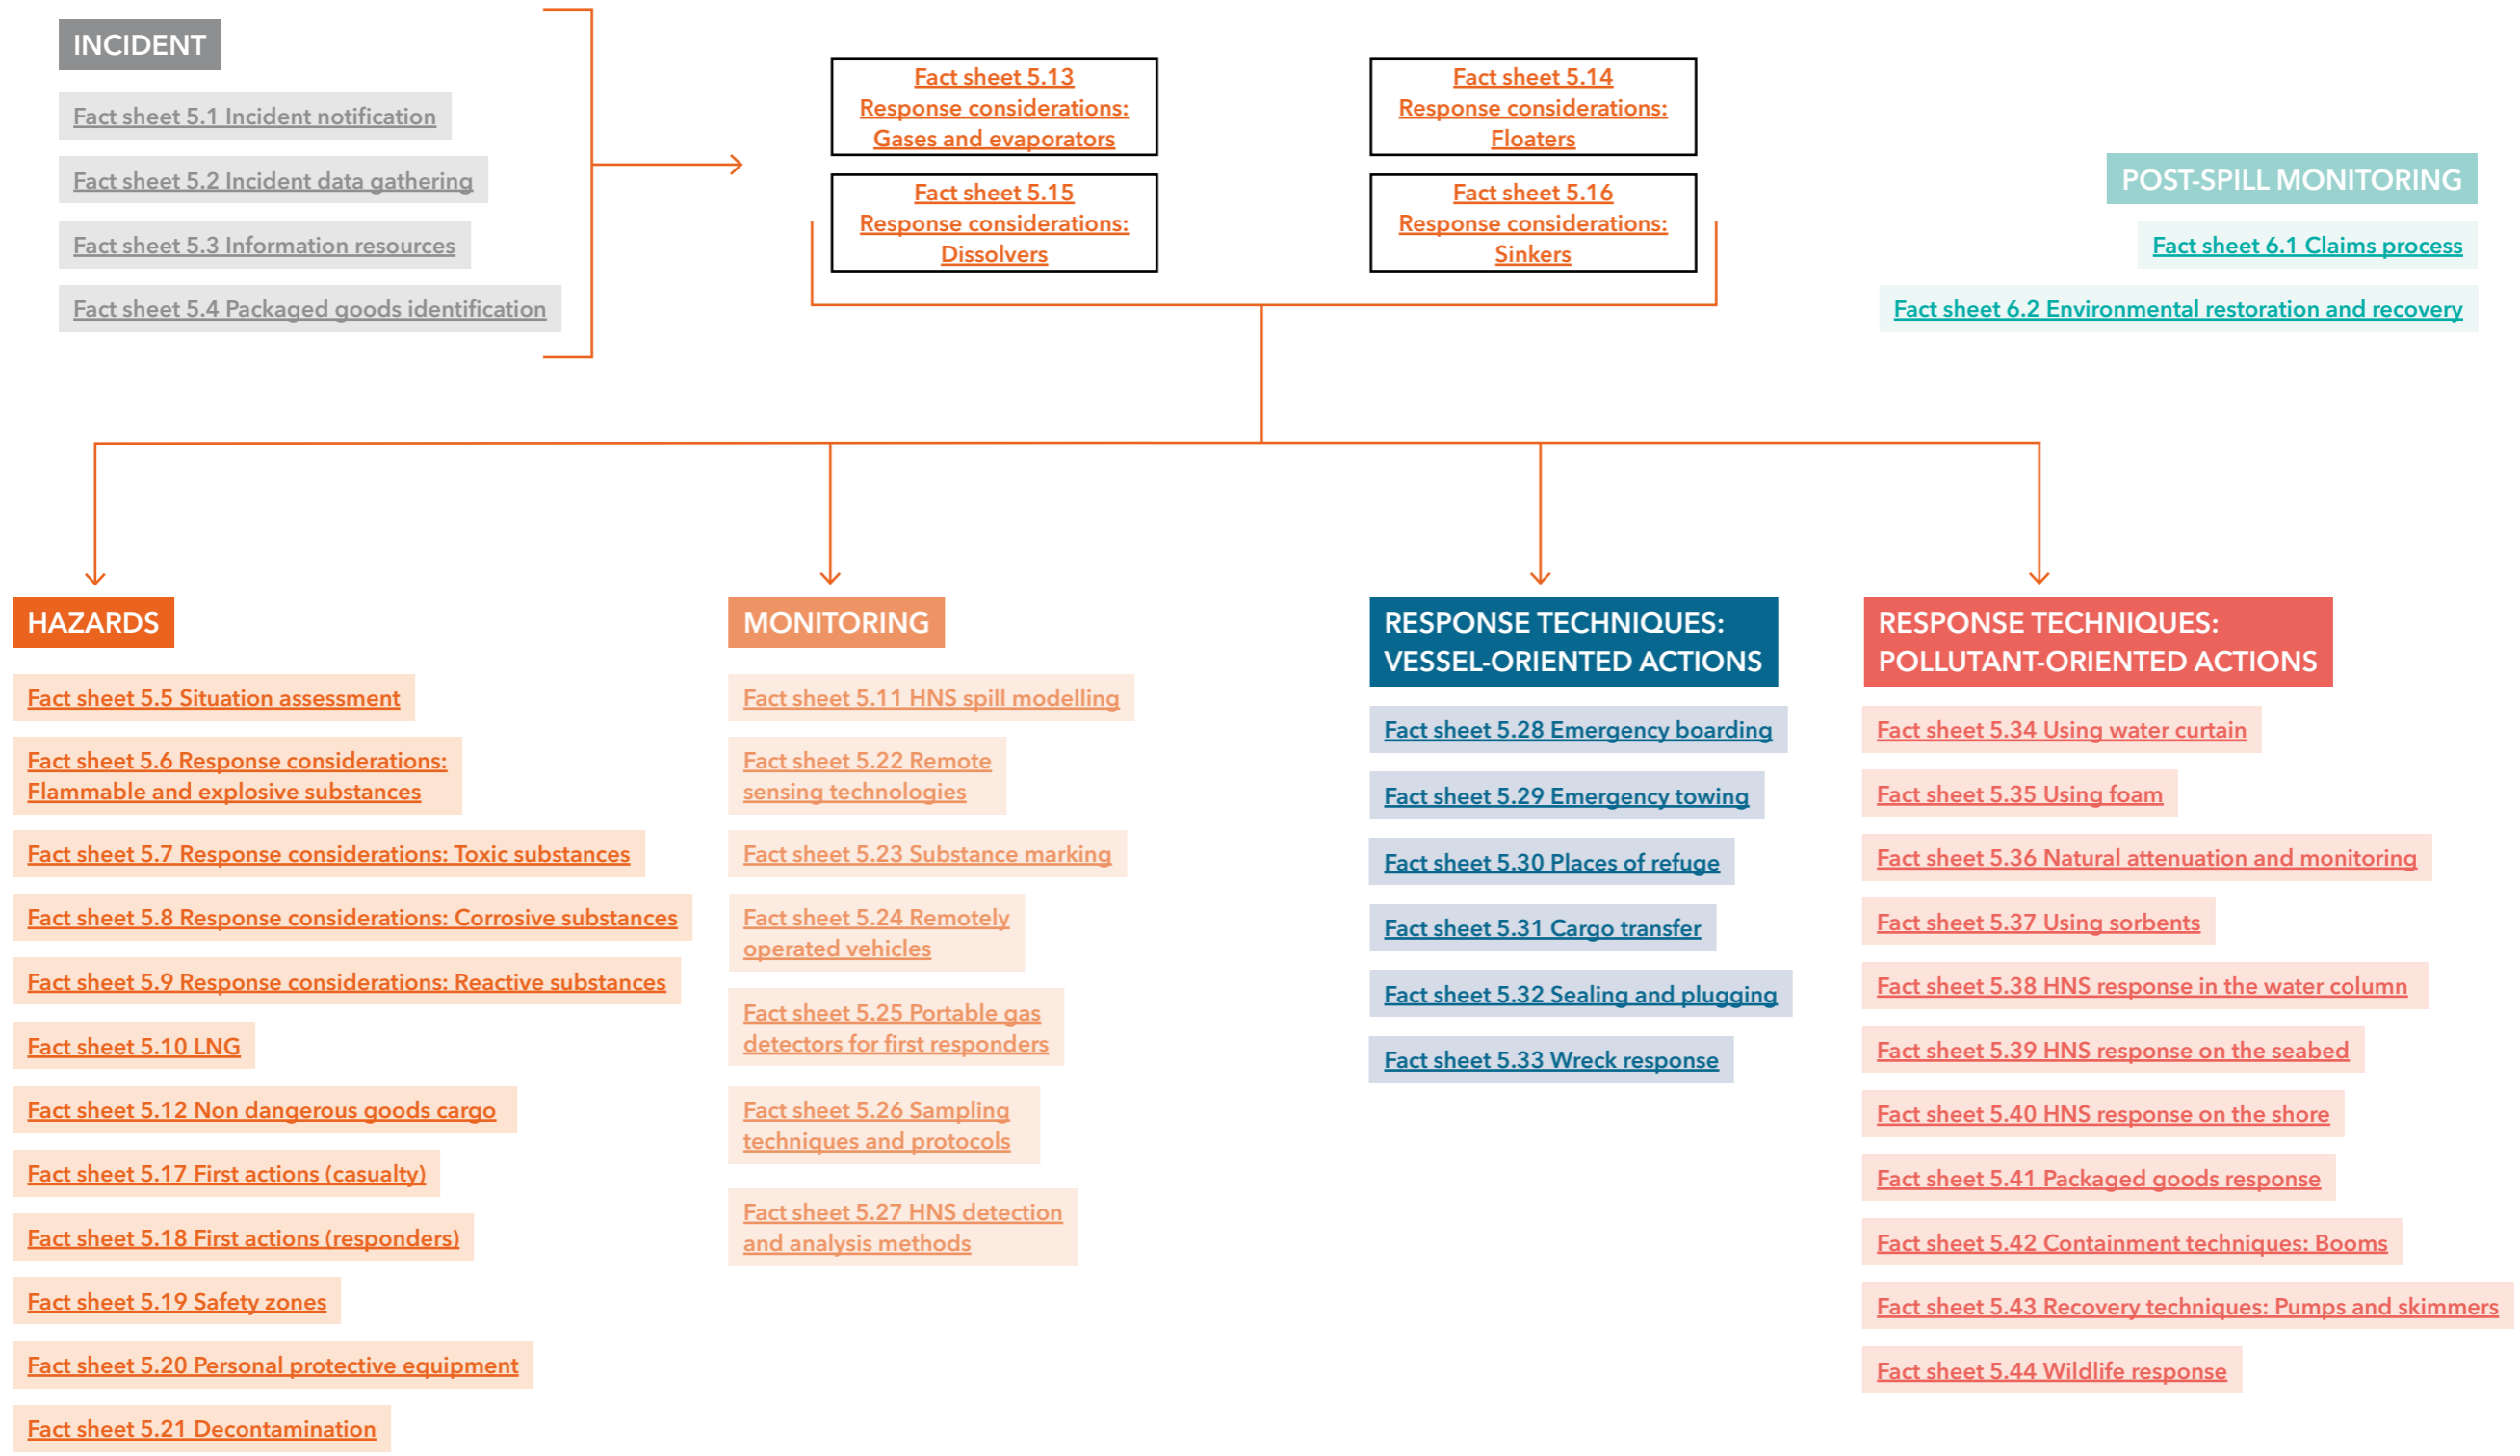 INCIDENT
Fact sheet 5.1 Incident notification
Fact sheet 5.2 Incident data gathering
Fact sheet 5.3 Information resources
Fact sheet 5.4 Packaged goods identification
Fact sheet 5.13
Response considerations:
Gases and evaporators
Fact sheet 5.14
Response considerations:
Floaters
Fact sheet 5.15
Response considerations:
Dissolvers
Fact sheet 5.16
Response considerations:
Sinkers
POST-SPILL MONITORING
Fact sheet 6.1 Claims process
Fact sheet 6.2 Environmental restoration and recovery
HAZARDS
Fact sheet 5.5 Situation assessment
Fact sheet 5.6 Response considerations:
Flammable and explosive substances
Fact sheet 5.7 Response considerations: Toxic substances
Fact sheet 5.8 Response considerations: Corrosive substances
Fact sheet 5.9 Response considerations: Reactive substances
Fact sheet 5.10 LNG
Fact sheet 5.12 Non dangerous goods cargo
Fact sheet 5.17 First actions (casualty)
Fact sheet 5.18 First actions (responders)
Fact sheet 5.19 Safety zones
Fact sheet 5.20 Personal protective equipment
Fact sheet 5.21 Decontamination
MONITORING
Fact sheet 5.11 HNS spill modelling
Fact sheet 5.22 Remote
sensing technologies
Fact sheet 5.23 Substance marking
Fact sheet 5.24 Remotely
operated vehicles
Fact sheet 5.25 Portable gas
detectors for first responders
Fact sheet 5.26 Sampling
techniques and protocols
Fact sheet 5.27 HNS detection
and analysis methods
RESPONSE TECHNIQUES:
VESSEL-ORIENTED ACTIONS
Fact sheet 5.28 Emergency boarding
Fact sheet 5.29 Emergency towing
Fact sheet 5.30 Places of refuge
Fact sheet 5.31 Cargo transfer
Fact sheet 5.32 Sealing and plugging
Fact sheet 5.33 Wreck response
RESPONSE TECHNIQUES:
POLLUTANT-ORIENTED ACTIONS
Fact sheet 5.34 Using water curtain
Fact sheet 5.35 Using foam
Fact sheet 5.36 Natural attenuation and monitoring
Fact sheet 5.37 Using sorbents
Fact sheet 5.38 HNS response in the water column
Fact sheet 5.39 HNS response on the seabed
Fact sheet 5.40 HNS response on the shore
Fact sheet 5.41 Packaged goods response
Fact sheet 5.42 Containment techniques: Booms
Fact sheet 5.43 Recovery techniques: Pumps and skimmers
Fact sheet 5.44 Wildlife response